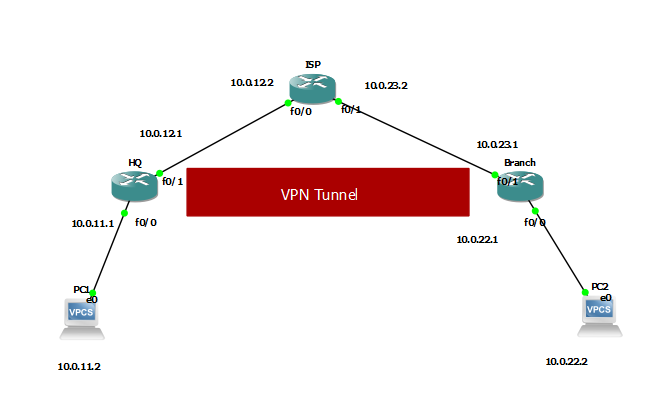 ISP
10.0.12.2
10.0.23.2
f0/0
f0/1
10.0.12.1
10.0.23.1
HQ
Branch
f0/1
f0/1
VPN Tunnel
10.0.11.1
f0/0
f0/0
10.0.22.1
PC1
e0
VPCS
PC2
e0
VPCS
10.0.11.2
10.0.22.2